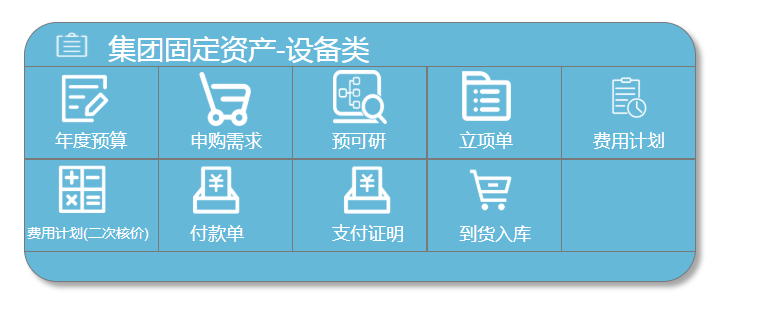 集团固定资产-设备类
年度预算
申购需求
预可研
立项单
费用计划
费用计划(二次核价)
付款单
支付证明
到货入库